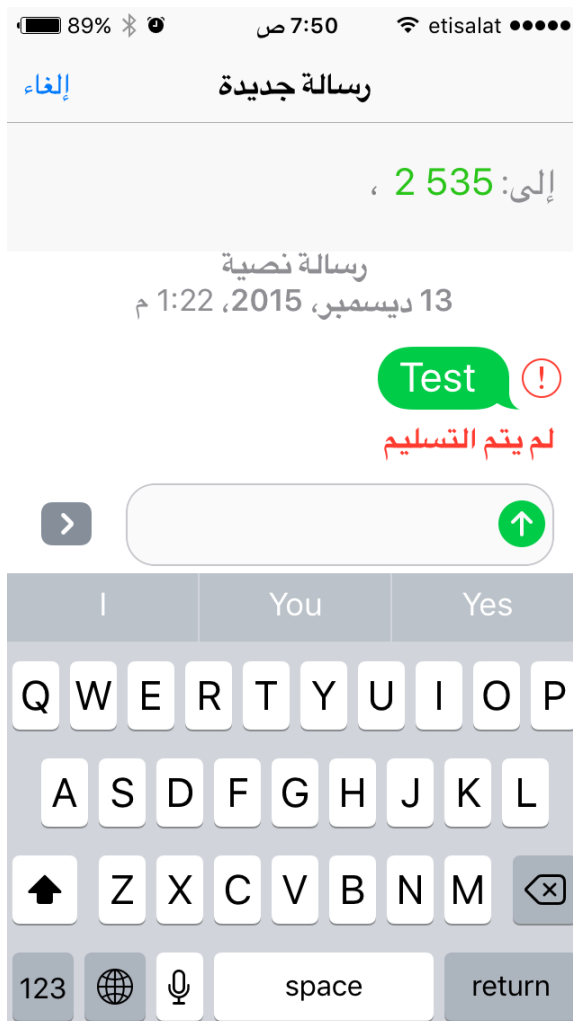 89% 7:50 ص etisalat
إلغاء رسالة جديدة
إلى: 2 535 ،
رسالة نصية
13 ديسمبر، 2015، 1:22 م
Test !
لم يتم التسليم
I You Yes
Q W E R T Y U I O P
A S D F G H J K L
Z X C V B N M
123 space return